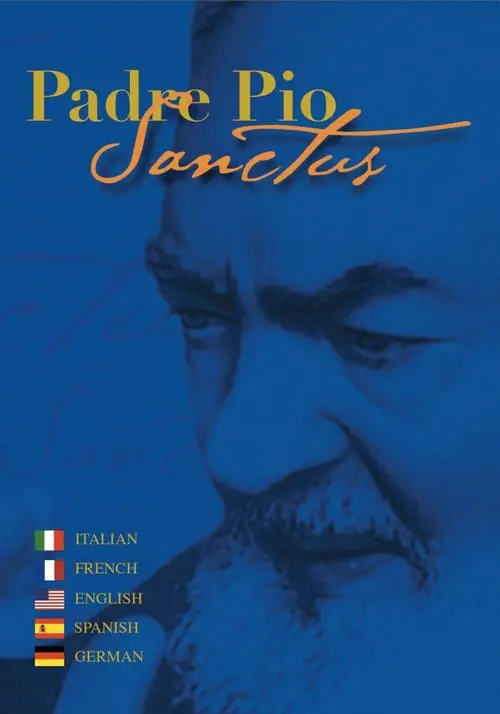 Padre Pio
Sanctus
ITALIAN
FRENCH
ENGLISH
SPANISH
GERMAN